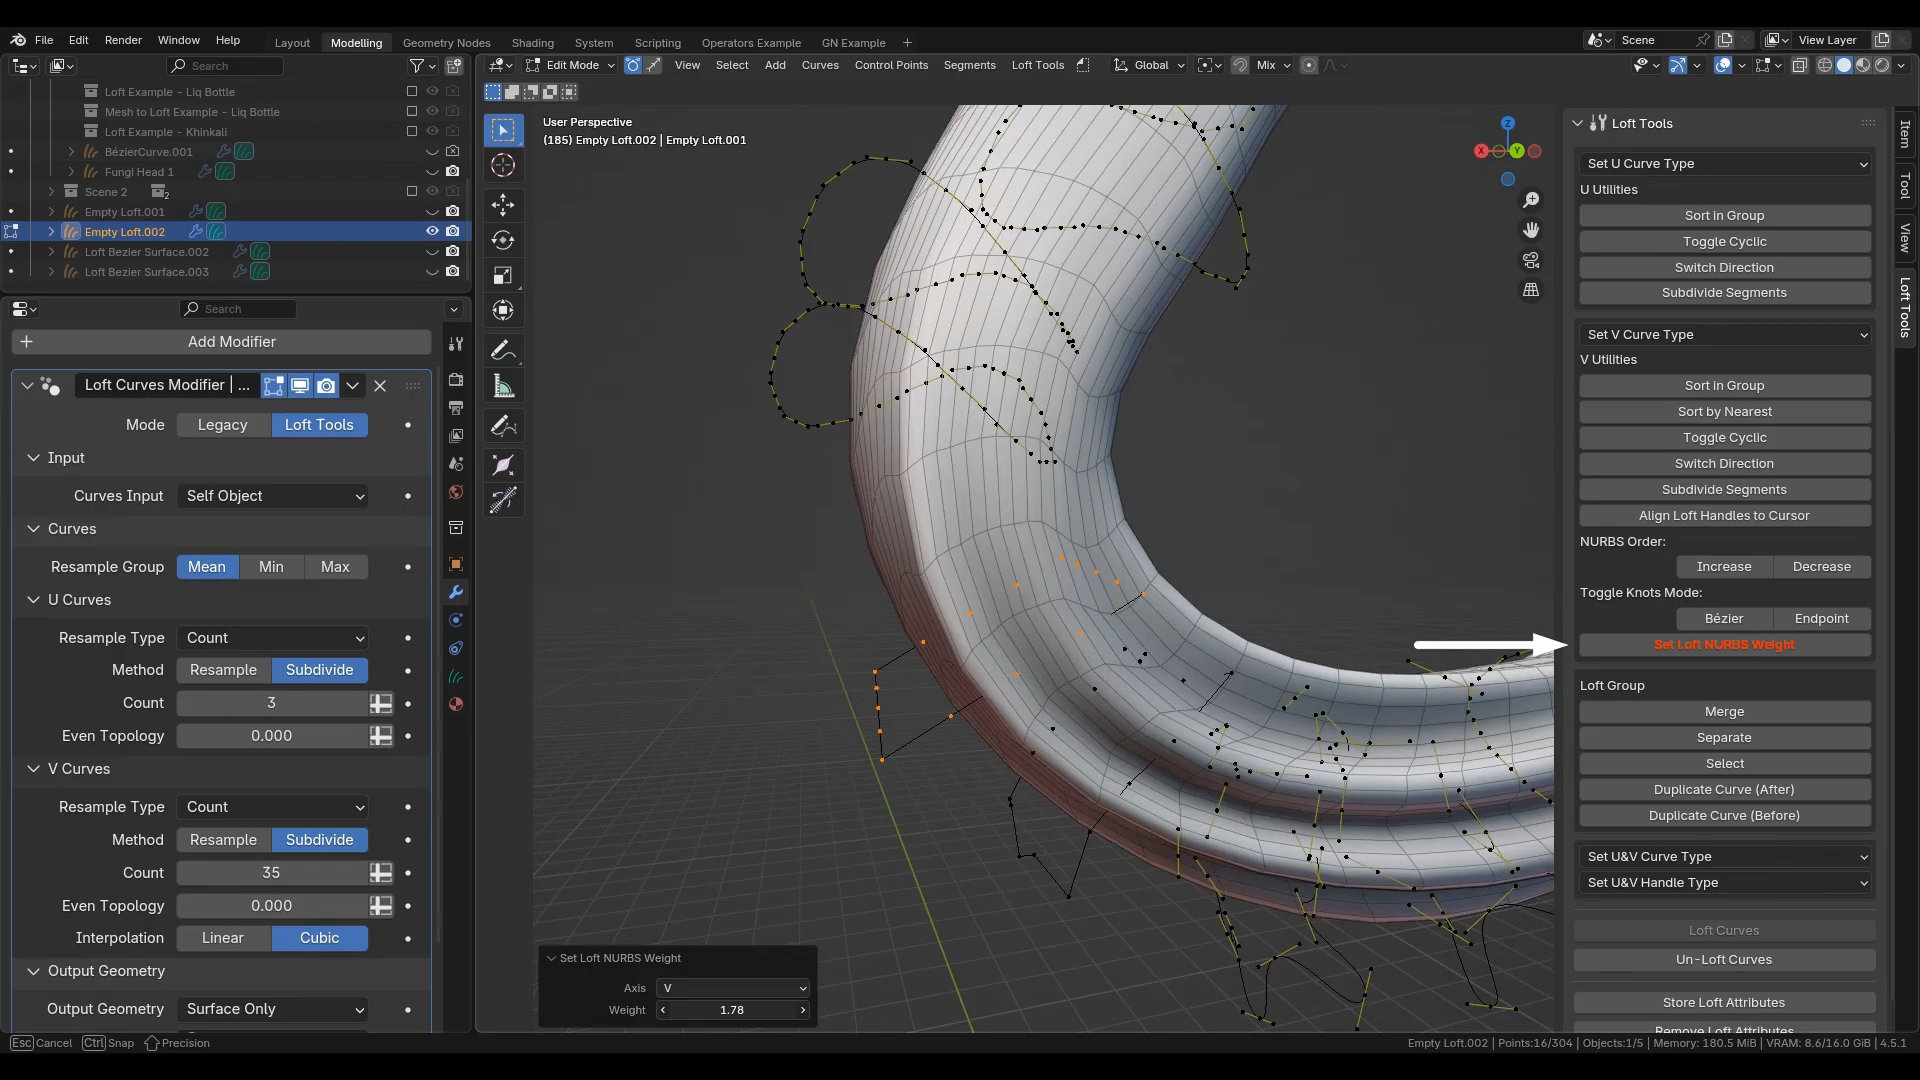 File Edit Render Window Help Layout Modelling Geometry Nodes Shading System Scripting Operators Example GN Example + Scene View Layer
Search
Loft Example - Liq Bottle
Mesh to Loft Example - Liq Bottle
Loft Example - Khinkali
BézierCurve.001
Fungi Head 1
Scene 2 2
Empty Loft.001
Empty Loft.002
Loft Bezier Surface.002
Loft Bezier Surface.003
Search
Add Modifier
Loft Curves Modifier | ...
Mode Legacy Loft Tools
Input
Curves Input Self Object
Curves
Resample Group Mean Min Max
U Curves
Resample Type Count
Method Resample Subdivide
Count 3
Even Topology 0.000
V Curves
Resample Type Count
Method Resample Subdivide
Count 35
Even Topology 0.000
Interpolation Linear Cubic
Output Geometry
Output Geometry Surface Only
Edit Mode View Select Add Curves Control Points Segments Loft Tools Global Mix
User Perspective
(185) Empty Loft.002 | Empty Loft.001
Z
X
Y
Set Loft NURBS Weight
Axis V
Weight 1.78
Loft Tools
Set U Curve Type
U Utilities
Sort in Group
Toggle Cyclic
Switch Direction
Subdivide Segments
Set V Curve Type
V Utilities
Sort in Group
Sort by Nearest
Toggle Cyclic
Switch Direction
Subdivide Segments
Align Loft Handles to Cursor
NURBS Order:
Increase Decrease
Toggle Knots Mode:
Bézier Endpoint
Set Loft NURBS Weight
Loft Group
Merge
Separate
Select
Duplicate Curve (After)
Duplicate Curve (Before)
Set U&V Curve Type
Set U&V Handle Type
Loft Curves
Un-Loft Curves
Store Loft Attributes
Remove Loft Attributes
Item
Tool
View
Loft Tools
Esc Cancel Ctrl Snap Precision
Empty Loft.002 | Points:16/304 | Objects:1/5 | Memory: 180.5 MiB | VRAM: 8.6/16.0 GiB | 4.5.1